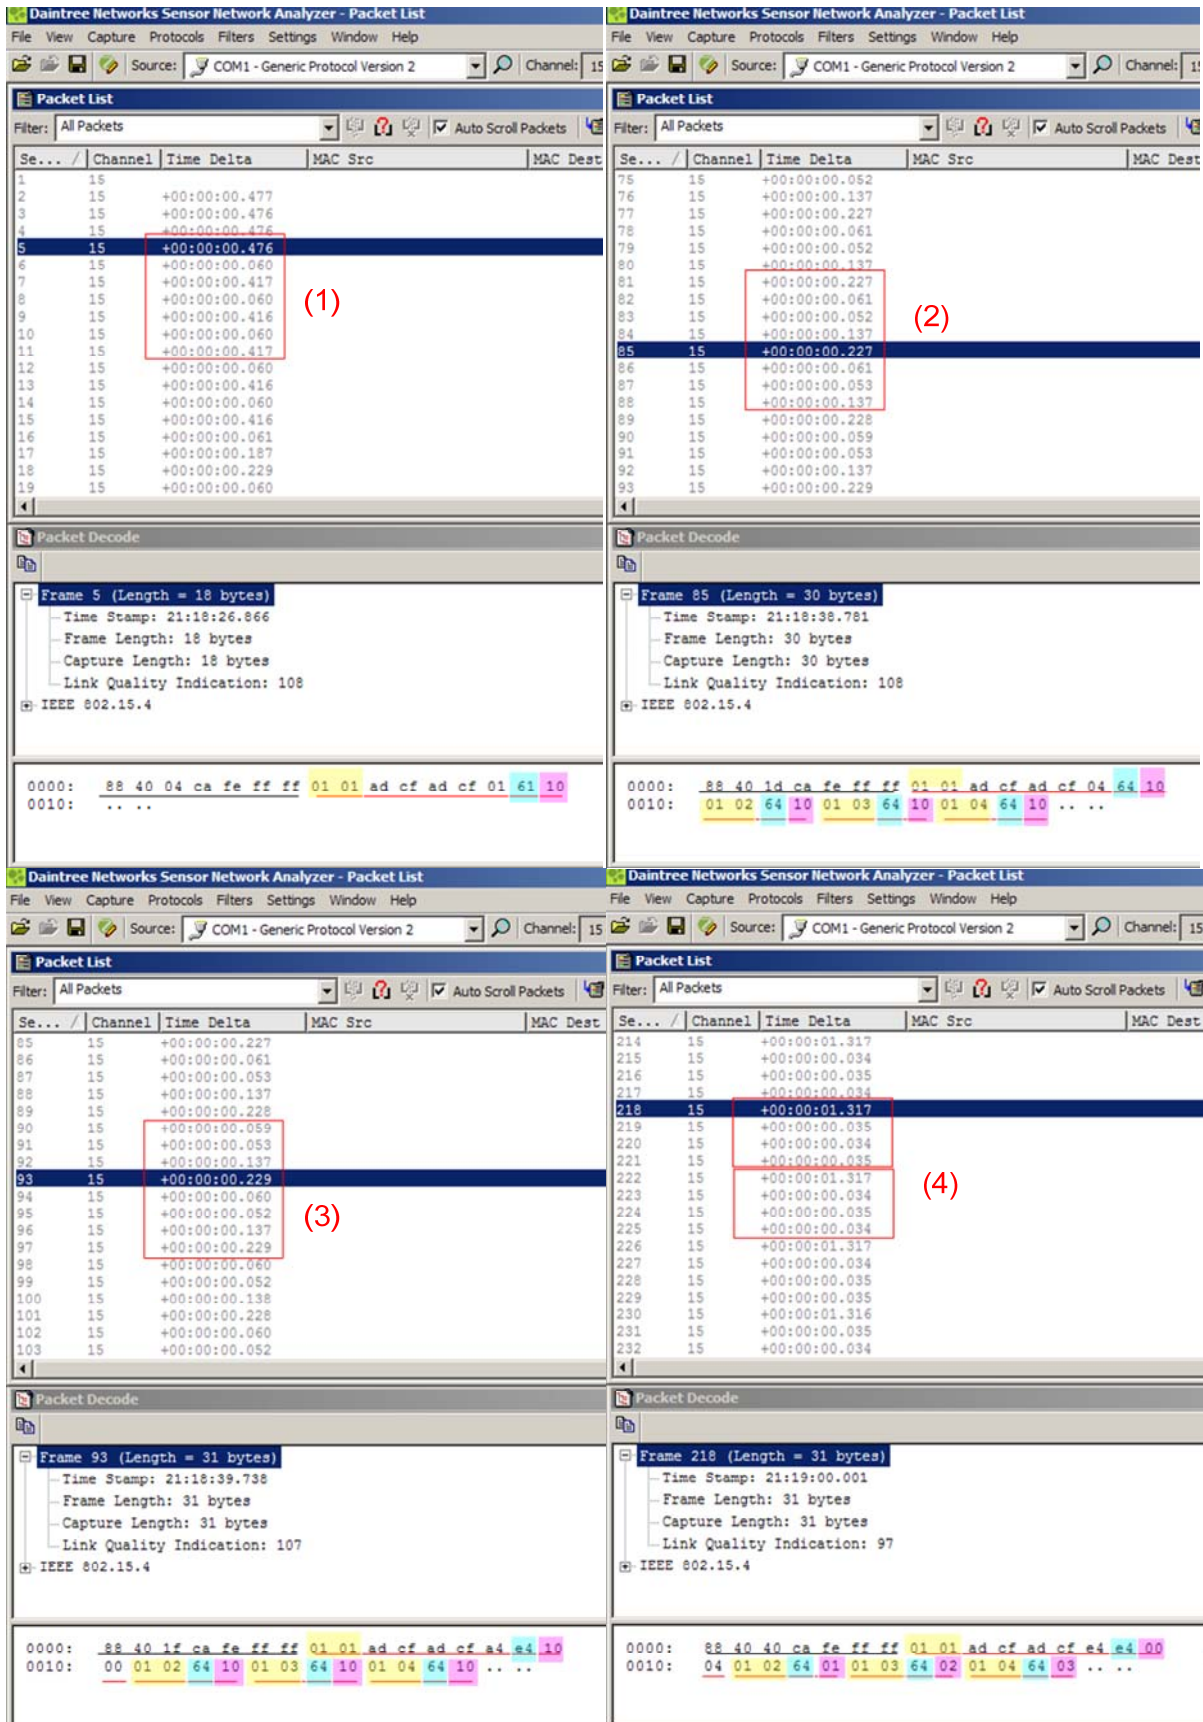 Daintree Networks Sensor Network Analyzer - Packet List
File View Capture Protocols Filters Settings Window Help
Source: COM1 - Generic Protocol Version 2 Channel: 15
Packet List
Filter: All Packets Auto Scroll Packets
Se... / Channel Time Delta MAC Src MAC Dest
1 15
2 15 +00:00:00.477
3 15 +00:00:00.476
4 15 +00:00:00.476
5 15 +00:00:00.476
6 15 +00:00:00.060
7 15 +00:00:00.417
8 15 +00:00:00.060
9 15 +00:00:00.416
10 15 +00:00:00.060
11 15 +00:00:00.417
12 15 +00:00:00.060
13 15 +00:00:00.416
14 15 +00:00:00.060
15 15 +00:00:00.416
16 15 +00:00:00.061
17 15 +00:00:00.187
18 15 +00:00:00.229
19 15 +00:00:00.060
(1)
Packet Decode
Frame 5 (Length = 18 bytes)
Time Stamp: 21:18:26.866
Frame Length: 18 bytes
Capture Length: 18 bytes
Link Quality Indication: 108
IEEE 802.15.4
0000: 88 40 04 ca fe ff ff 01 01 ad cf ad cf 01 61 10
0010: .. ..
Daintree Networks Sensor Network Analyzer - Packet List
File View Capture Protocols Filters Settings Window Help
Source: COM1 - Generic Protocol Version 2 Channel:
Packet List
Filter: All Packets Auto Scroll Packets
Se... / Channel Time Delta MAC Src MAC Dest
75 15 +00:00:00.052
76 15 +00:00:00.137
77 15 +00:00:00.227
78 15 +00:00:00.061
79 15 +00:00:00.052
80 15 +00:00:00.137
81 15 +00:00:00.227
82 15 +00:00:00.061
83 15 +00:00:00.052
84 15 +00:00:00.137
85 15 +00:00:00.227
86 15 +00:00:00.061
87 15 +00:00:00.053
88 15 +00:00:00.137
89 15 +00:00:00.228
90 15 +00:00:00.059
91 15 +00:00:00.053
92 15 +00:00:00.137
93 15 +00:00:00.229
(2)
Packet Decode
Frame 85 (Length = 30 bytes)
Time Stamp: 21:18:38.781
Frame Length: 30 bytes
Capture Length: 30 bytes
Link Quality Indication: 108
IEEE 802.15.4
0000: 88 40 1d ca fe ff ff 01 01 ad cf ad cf 04 64 10
0010: 01 02 64 10 01 03 64 10 01 04 64 10 .. ..
Daintree Networks Sensor Network Analyzer - Packet List
File View Capture Protocols Filters Settings Window Help
Source: COM1 - Generic Protocol Version 2 Channel: 15
Packet List
Filter: All Packets Auto Scroll Packets
Se... / Channel Time Delta MAC Src MAC Dest
85 15 +00:00:00.227
86 15 +00:00:00.061
87 15 +00:00:00.053
88 15 +00:00:00.137
89 15 +00:00:00.228
90 15 +00:00:00.059
91 15 +00:00:00.053
92 15 +00:00:00.137
93 15 +00:00:00.229
94 15 +00:00:00.060
95 15 +00:00:00.052
96 15 +00:00:00.137
97 15 +00:00:00.229
98 15 +00:00:00.060
99 15 +00:00:00.052
100 15 +00:00:00.138
101 15 +00:00:00.228
102 15 +00:00:00.060
103 15 +00:00:00.052
(3)
Packet Decode
Frame 93 (Length = 31 bytes)
Time Stamp: 21:18:39.738
Frame Length: 31 bytes
Capture Length: 31 bytes
Link Quality Indication: 107
IEEE 802.15.4
0000: 88 40 1f ca fe ff ff 01 01 ad cf ad cf a4 e4 10
0010: 00 01 02 64 10 01 03 64 10 01 04 64 10 .. ..
Daintree Networks Sensor Network Analyzer - Packet List
File View Capture Protocols Filters Settings Window Help
Source: COM1 - Generic Protocol Version 2 Channel: 15
Packet List
Filter: All Packets Auto Scroll Packets
Se... / Channel Time Delta MAC Src MAC Dest
214 15 +00:00:01.317
215 15 +00:00:00.034
216 15 +00:00:00.035
217 15 +00:00:00.034
218 15 +00:00:01.317
219 15 +00:00:00.035
220 15 +00:00:00.034
221 15 +00:00:00.035
222 15 +00:00:01.317
223 15 +00:00:00.034
224 15 +00:00:00.035
225 15 +00:00:00.034
226 15 +00:00:01.317
227 15 +00:00:00.034
228 15 +00:00:00.035
229 15 +00:00:00.035
230 15 +00:00:01.316
231 15 +00:00:00.035
232 15 +00:00:00.034
(4)
Packet Decode
Frame 218 (Length = 31 bytes)
Time Stamp: 21:19:00.001
Frame Length: 31 bytes
Capture Length: 31 bytes
Link Quality Indication: 97
IEEE 802.15.4
0000: 88 40 40 ca fe ff ff 01 01 ad cf ad cf e4 e4 00
0010: 04 01 02 64 01 01 03 64 02 01 04 64 03 .. ..